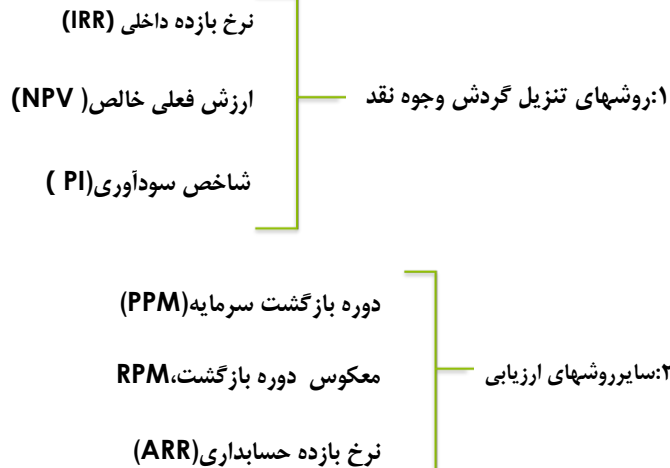 ۱:روشهای تنزیل گردش وجوه نقد
نرخ بازده داخلی (IRR)
ارزش فعلی خالص( NPV)
شاخص سودآوری(PI )
۲:سایرروشهای ارزیابی
دوره بازگشت سرمایه(PPM)
معکوس دوره بازگشت،RPM
نرخ بازده حسابداری(ARR)